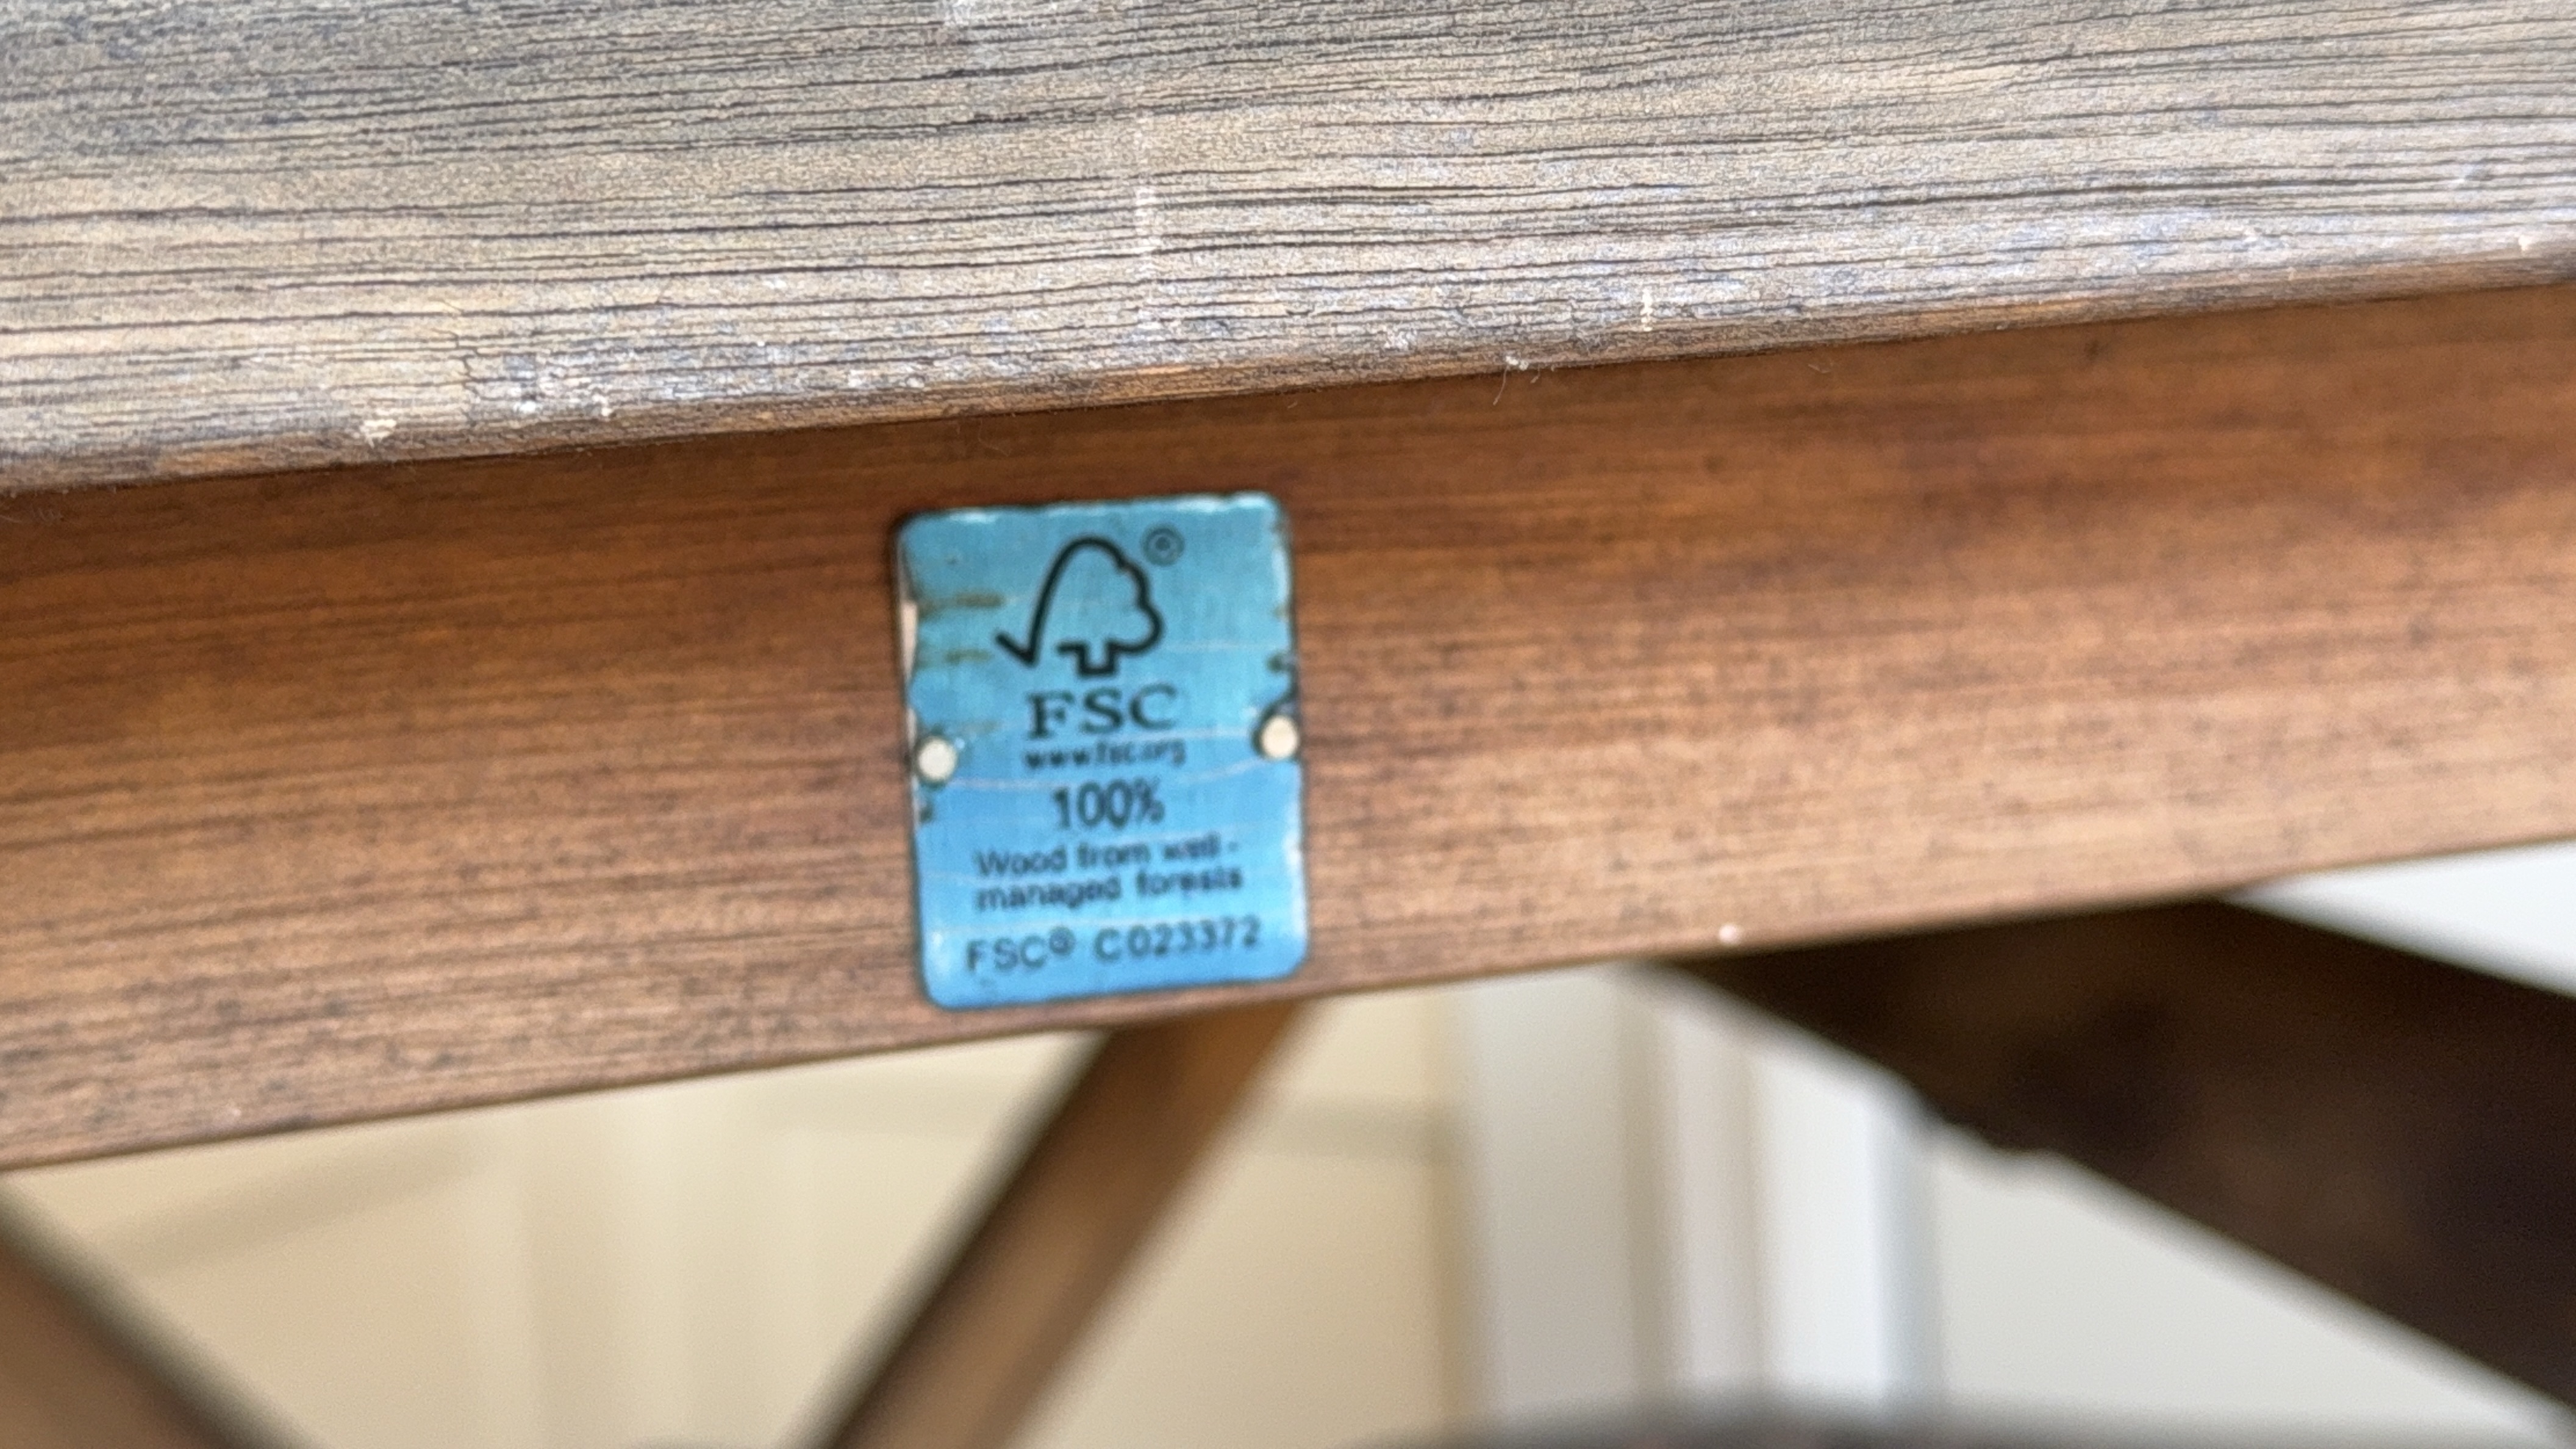 ®
FSC
www.fsc.org
100%
Wood from well-
managed forests
FSC® C023372